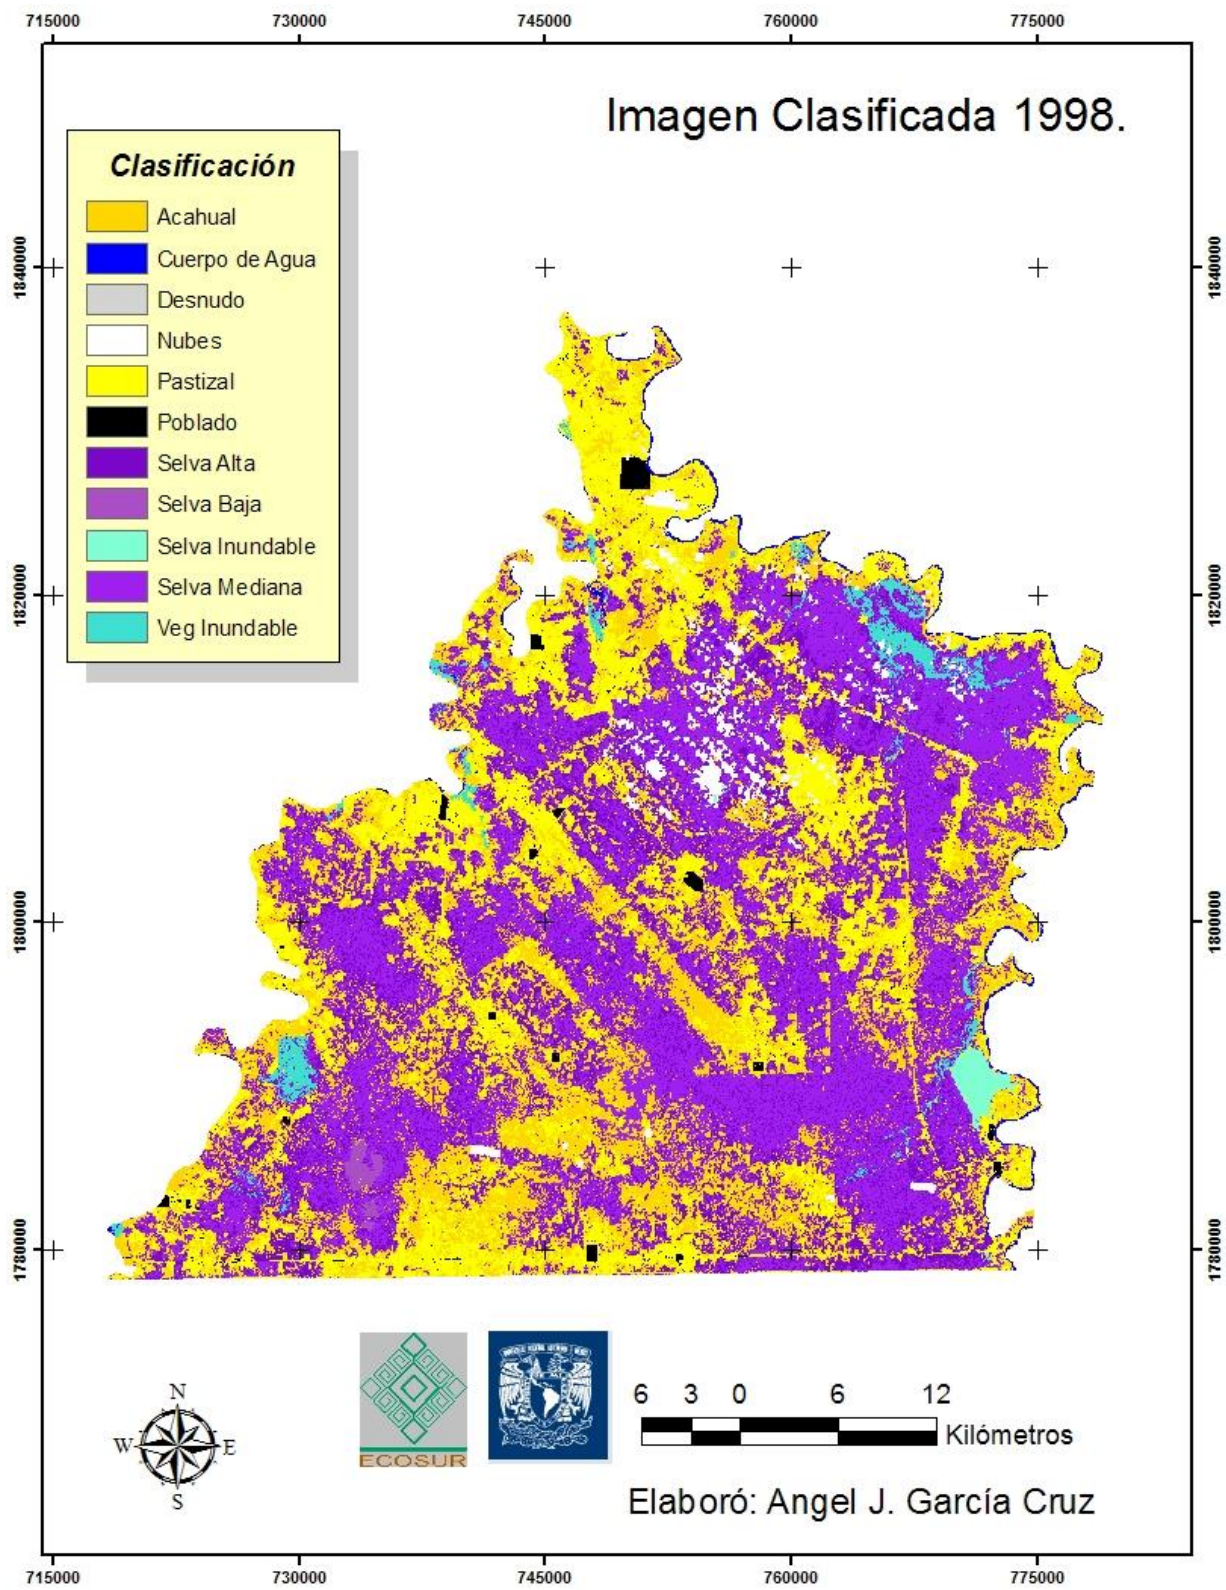 715000 730000 745000 760000 775000
Imagen Clasificada 1998.
Clasificación
Acahual
Cuerpo de Agua
Desnudo
Nubes
Pastizal
Poblado
Selva Alta
Selva Baja
Selva Inundable
Selva Mediana
Veg Inundable
1840000 1840000
1820000 1820000
1800000 1800000
1780000 1780000
N
W E
S
ECOSUR
6 3 0 6 12
Kilómetros
Elaboró: Angel J. García Cruz
715000 730000 745000 760000 775000